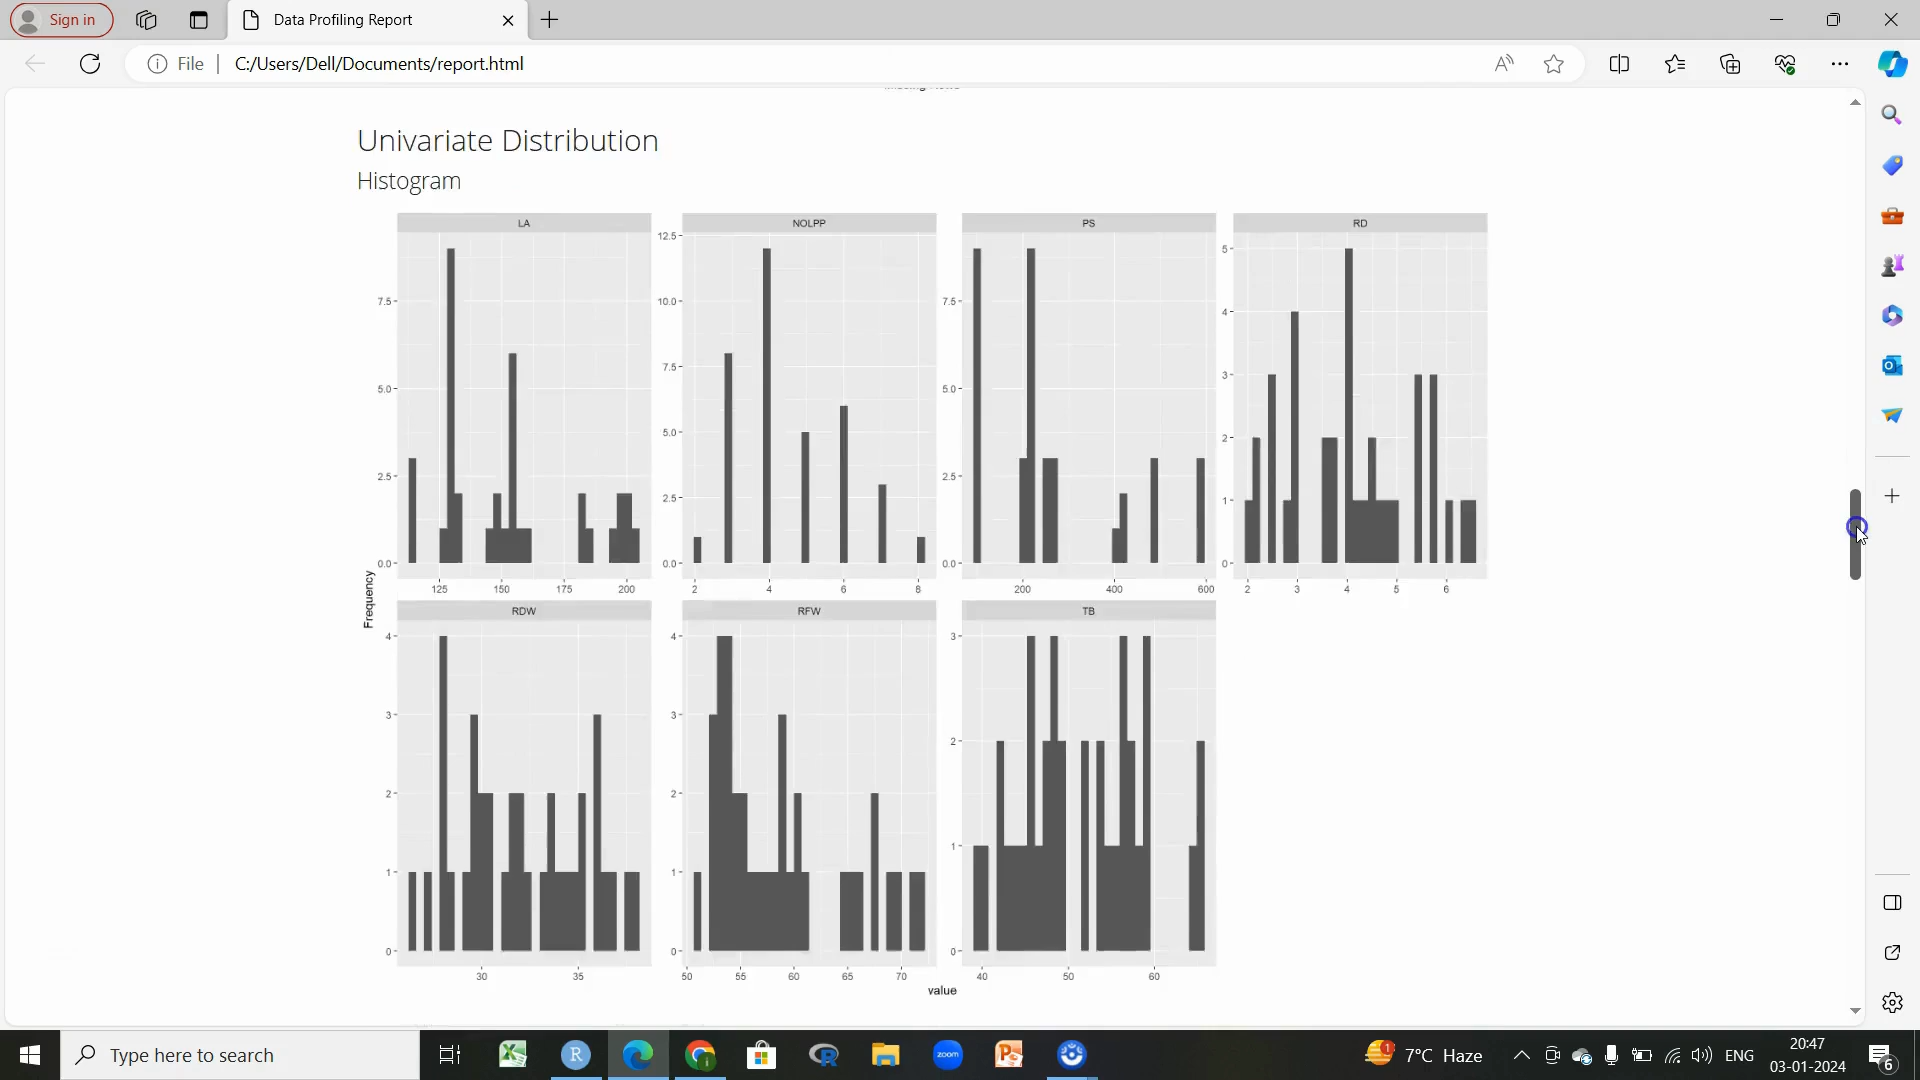 Sign in
Data Profiling Report
File
C:/Users/Dell/Documents/report.html
Univariate Distribution
Histogram
LA
NOLPP
PS
RD
7.5
5.0
2.5
0.0
125 150 175 200
12.5
10.0
7.5
5.0
2.5
0.0
2 4 6 8
7.5
5.0
2.5
0.0
200 400 600
5
4
3
2
1
0
2 3 4 5 6
Frequency
RDW
RFW
TB
4
3
2
1
0
30 35
4
3
2
1
0
50 55 60 65 70
3
2
1
0
40 50 60
value
Type here to search
zoom
1
7°C Haze
ENG
20:47
03-01-2024
6